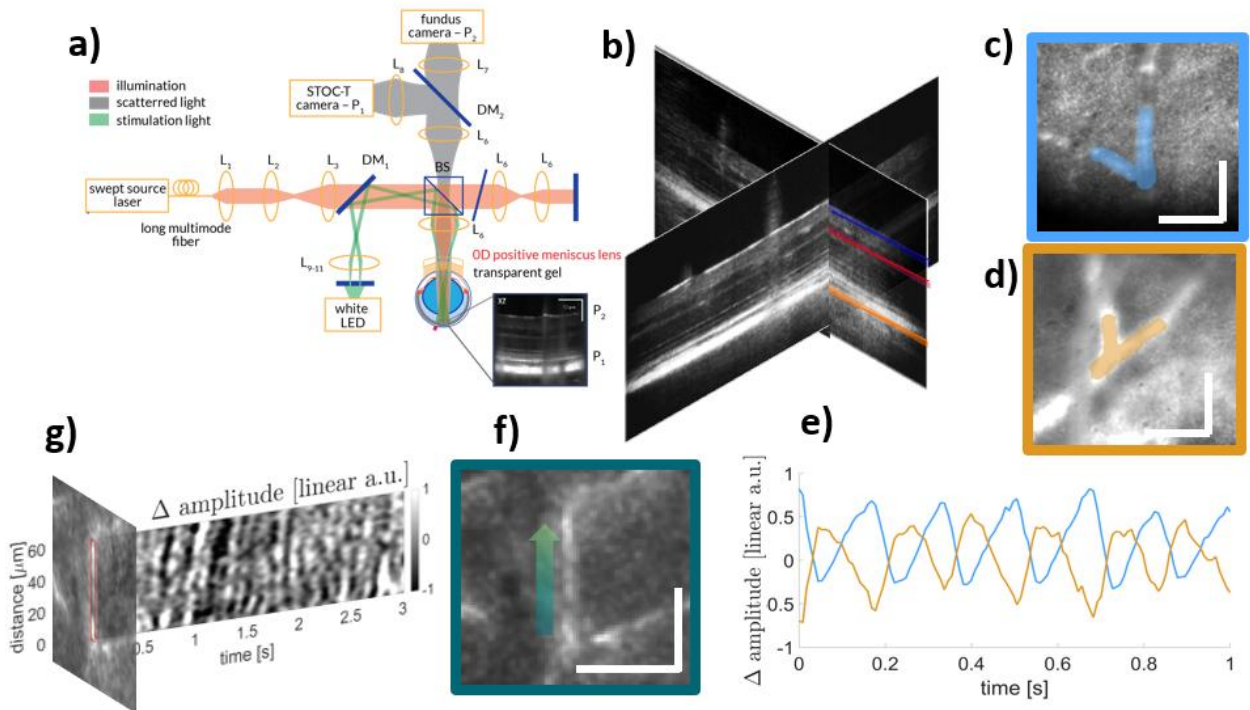 a)
illumination
scatterred light
stimulation light
fundus
camera – P2
L7
L8
STOC-T
camera – P1
DM2
L6
L1
L2
L3
DM1
BS
L6
L6
swept source
laser
long multimode
fiber
L6
L9-11
0D positive meniscus lens
transparent gel
white
LED
XZ
P2
P1
b)
c)
d)
g)
Δ amplitude [linear a.u.]
1
0
-1
distance [μm]
60
40
20
0
0.5
1
1.5
2
2.5
3
time [s]
f)
e)
Δ amplitude [linear a.u.]
1
0.5
0
0.5
-1
0
0.2
0.4
0.6
0.8
1
time [s]